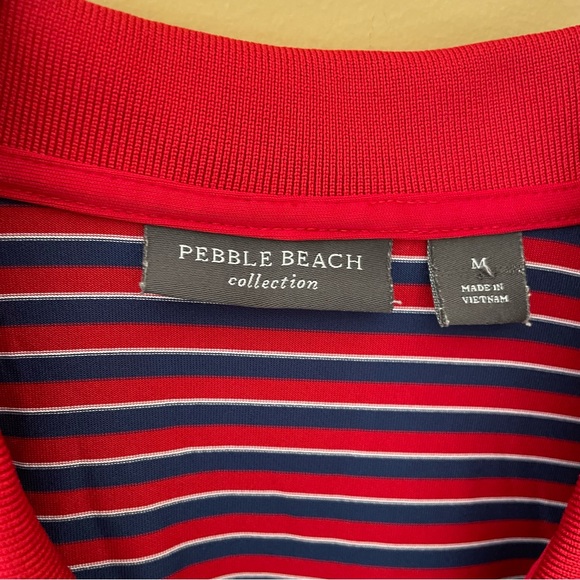 PEBBLE BEACH
collection
M
MADE IN
VIETNAM